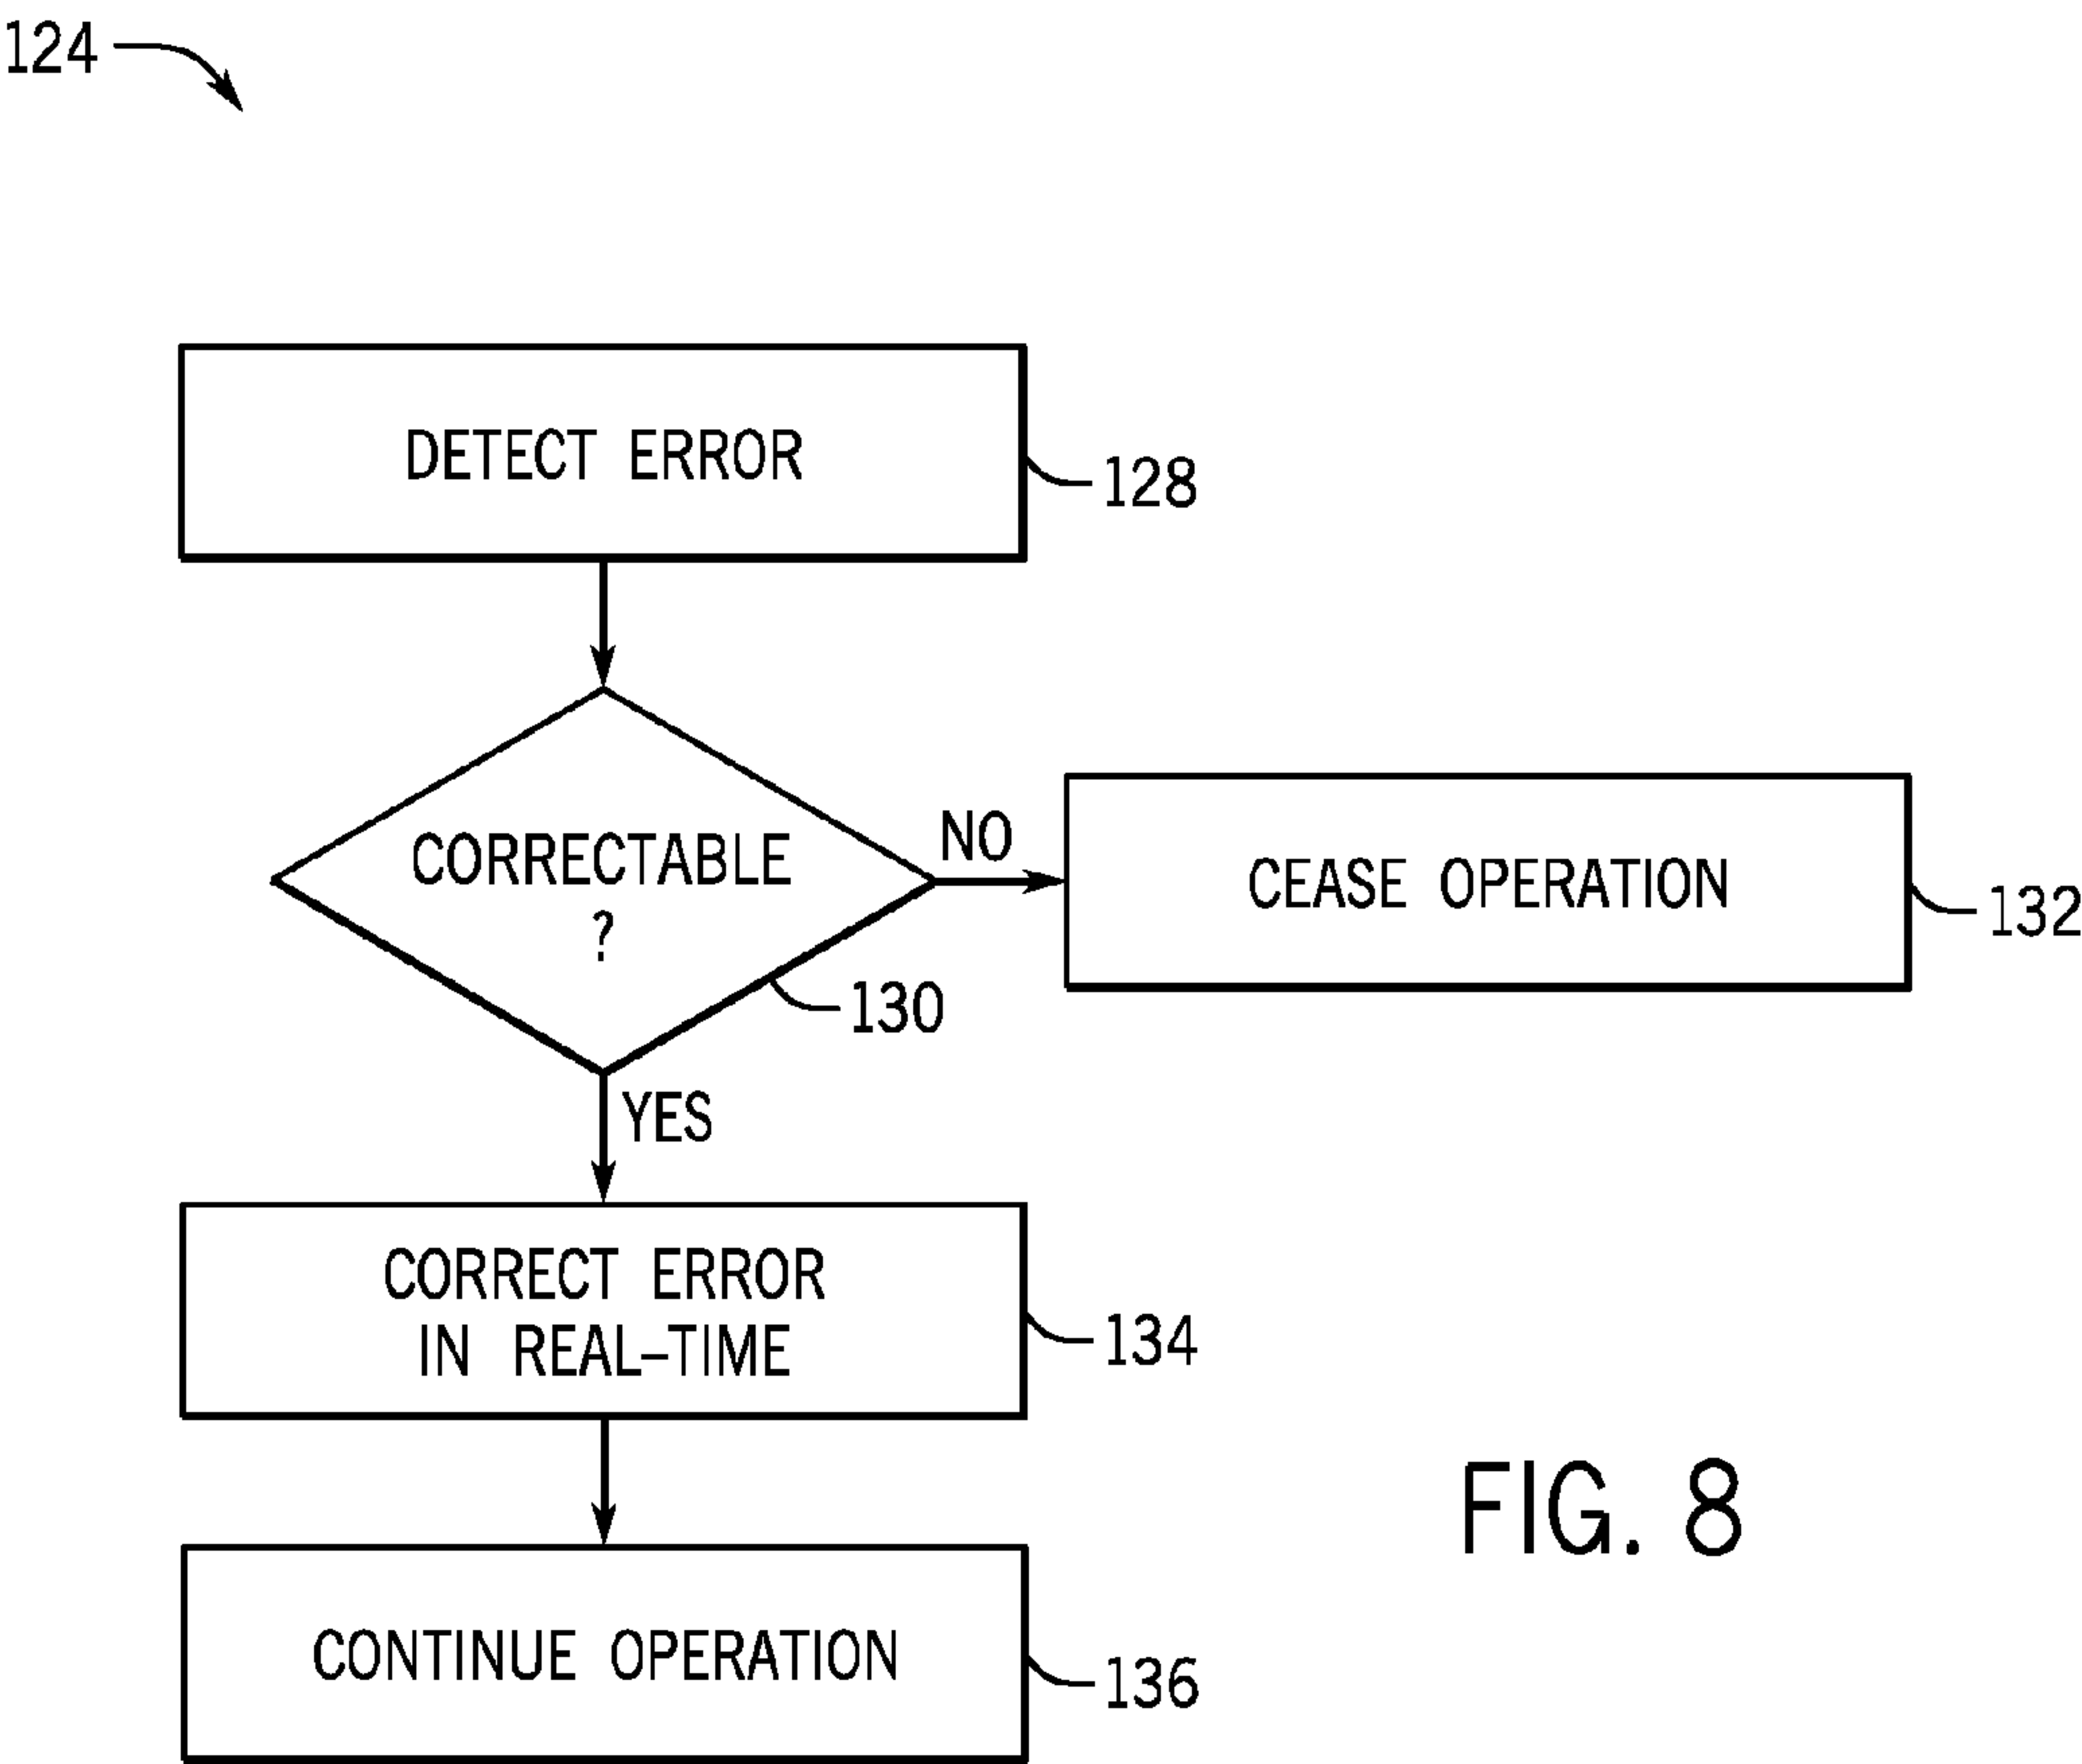 124
DETECT ERROR
128
CORRECTABLE
?
NO
130
CEASE OPERATION
132
YES
CORRECT ERROR
IN REAL-TIME
134
CONTINUE OPERATION
136
FIG. 8